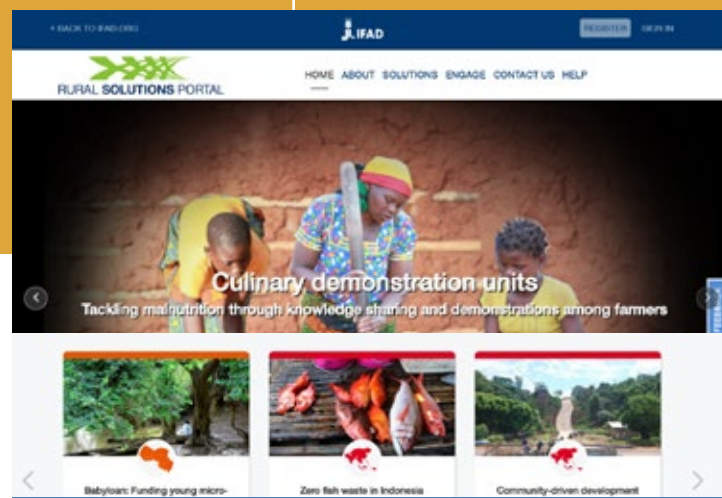 < BACK TO IFAD.ORG
IFAD
REGISTER
SIGN IN
RURAL SOLUTIONS PORTAL
HOME ABOUT SOLUTIONS ENGAGE CONTACT US HELP
Culinary demonstration units
Tackling malnutrition through knowledge sharing and demonstrations among farmers
Babyloan: Funding young micro-
Zero fish waste in Indonesia
Community-driven development